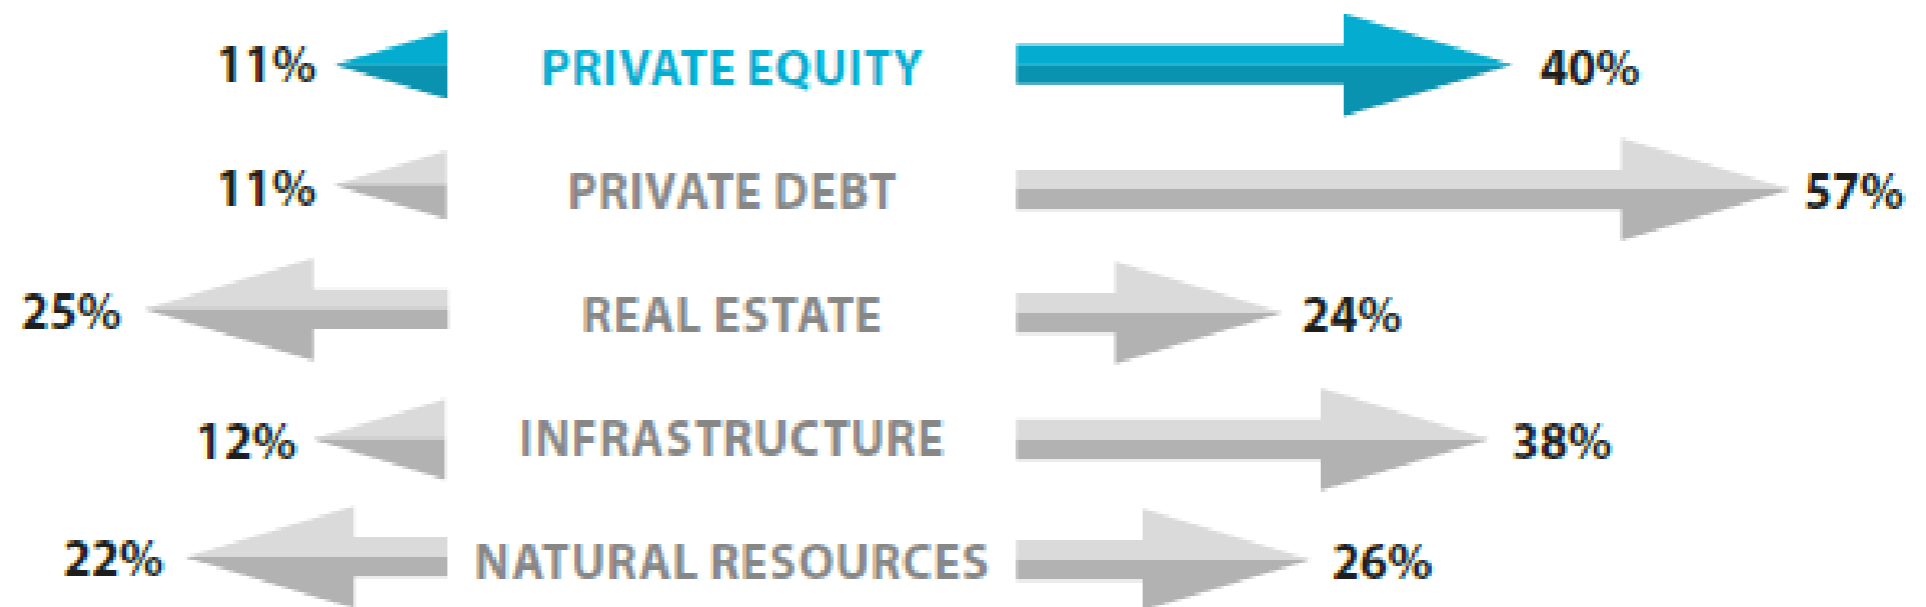 11% PRIVATE EQUITY 40%
11% PRIVATE DEBT 57%
25% REAL ESTATE 24%
12% INFRASTRUCTURE 38%
22% NATURAL RESOURCES 26%